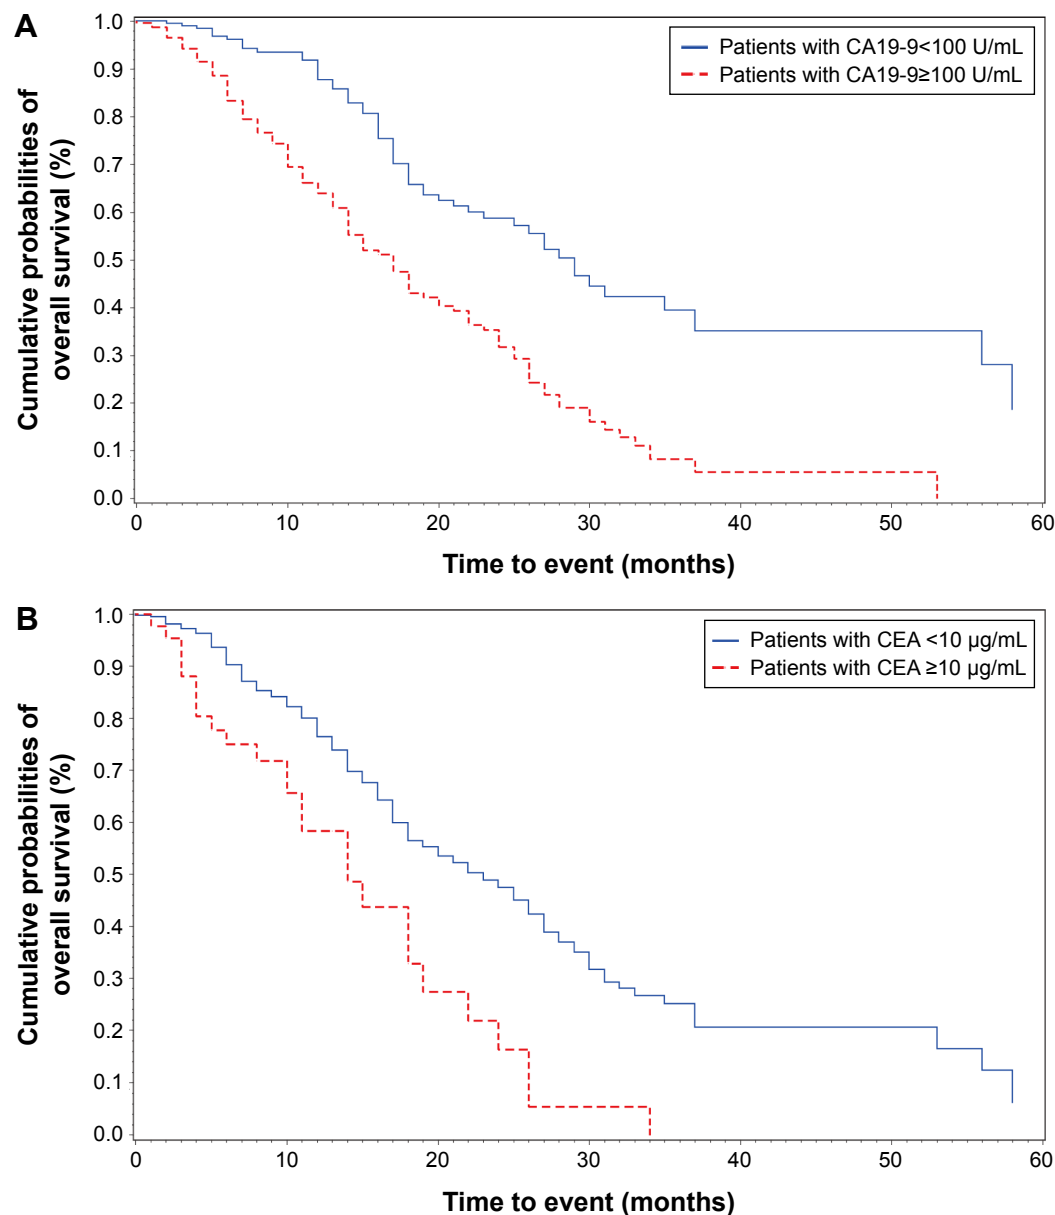 A
Cumulative probabilities of
overall survival (%)
1.0
0.9
0.8
0.7
0.6
0.5
0.4
0.3
0.2
0.1
0.0
Patients with CA19-9<100 U/mL
Patients with CA19-9≥100 U/mL
0 10 20 30 40 50 60
Time to event (months)
B
Cumulative probabilities of
overall survival (%)
1.0
0.9
0.8
0.7
0.6
0.5
0.4
0.3
0.2
0.1
0.0
Patients with CEA <10 µg/mL
Patients with CEA ≥10 µg/mL
0 10 20 30 40 50 60
Time to event (months)